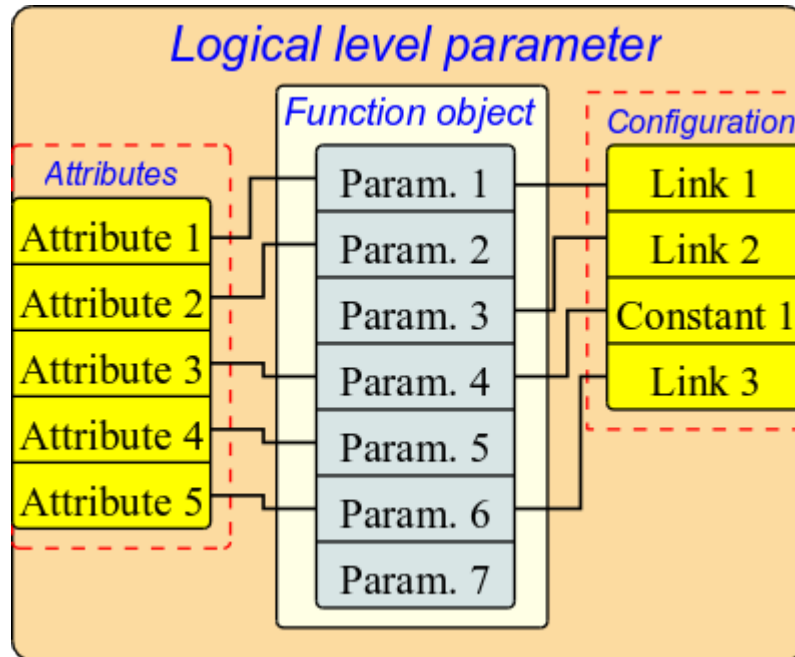 Logical level parameter
Function object
Configuration
Attributes
Attribute 1
Attribute 2
Attribute 3
Attribute 4
Attribute 5
Param. 1
Param. 2
Param. 3
Param. 4
Param. 5
Param. 6
Param. 7
Link 1
Link 2
Constant 1
Link 3